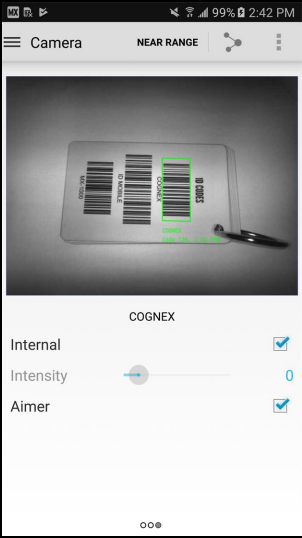 99% 2:42 PM
Camera NEAR RANGE
1D CODES
COGNEX
ID MOBILE
MX-1000
COGNEX
COGNEX
Internal
Intensity 0
Aimer